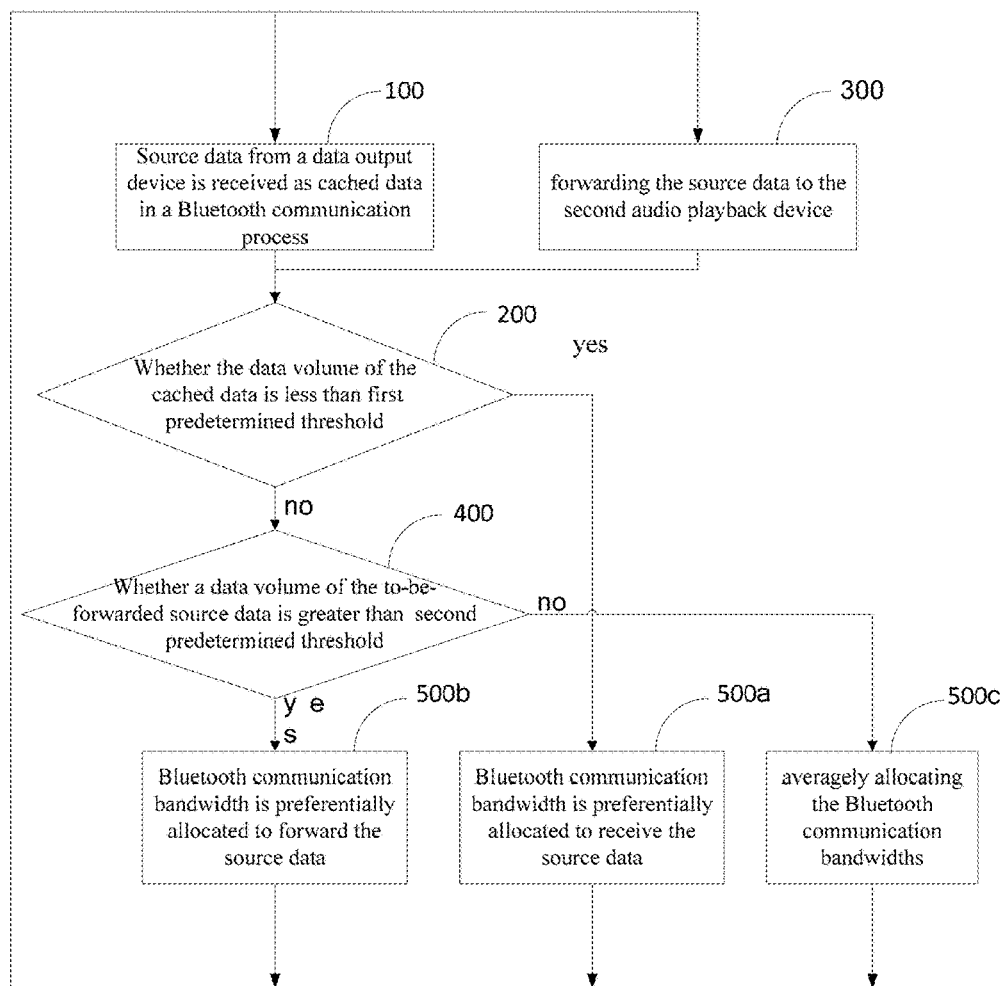 100
Source data from a data output
device is received as cached data
in a Bluetooth communication
process
300
forwarding the source data to the
second audio playback device
200
yes
Whether the data volume of the
cached data is less than first
predetermined threshold
no
400
Whether a data volume of the to-be-
forwarded source data is greater than second
predetermined threshold
no
y e
s
500b
Bluetooth communication
bandwidth is preferentially
allocated to forward the
source data
500a
Bluetooth communication
bandwidth is preferentially
allocated to receive the
source data
500c
averagely allocating
the Bluetooth
communication
bandwidths